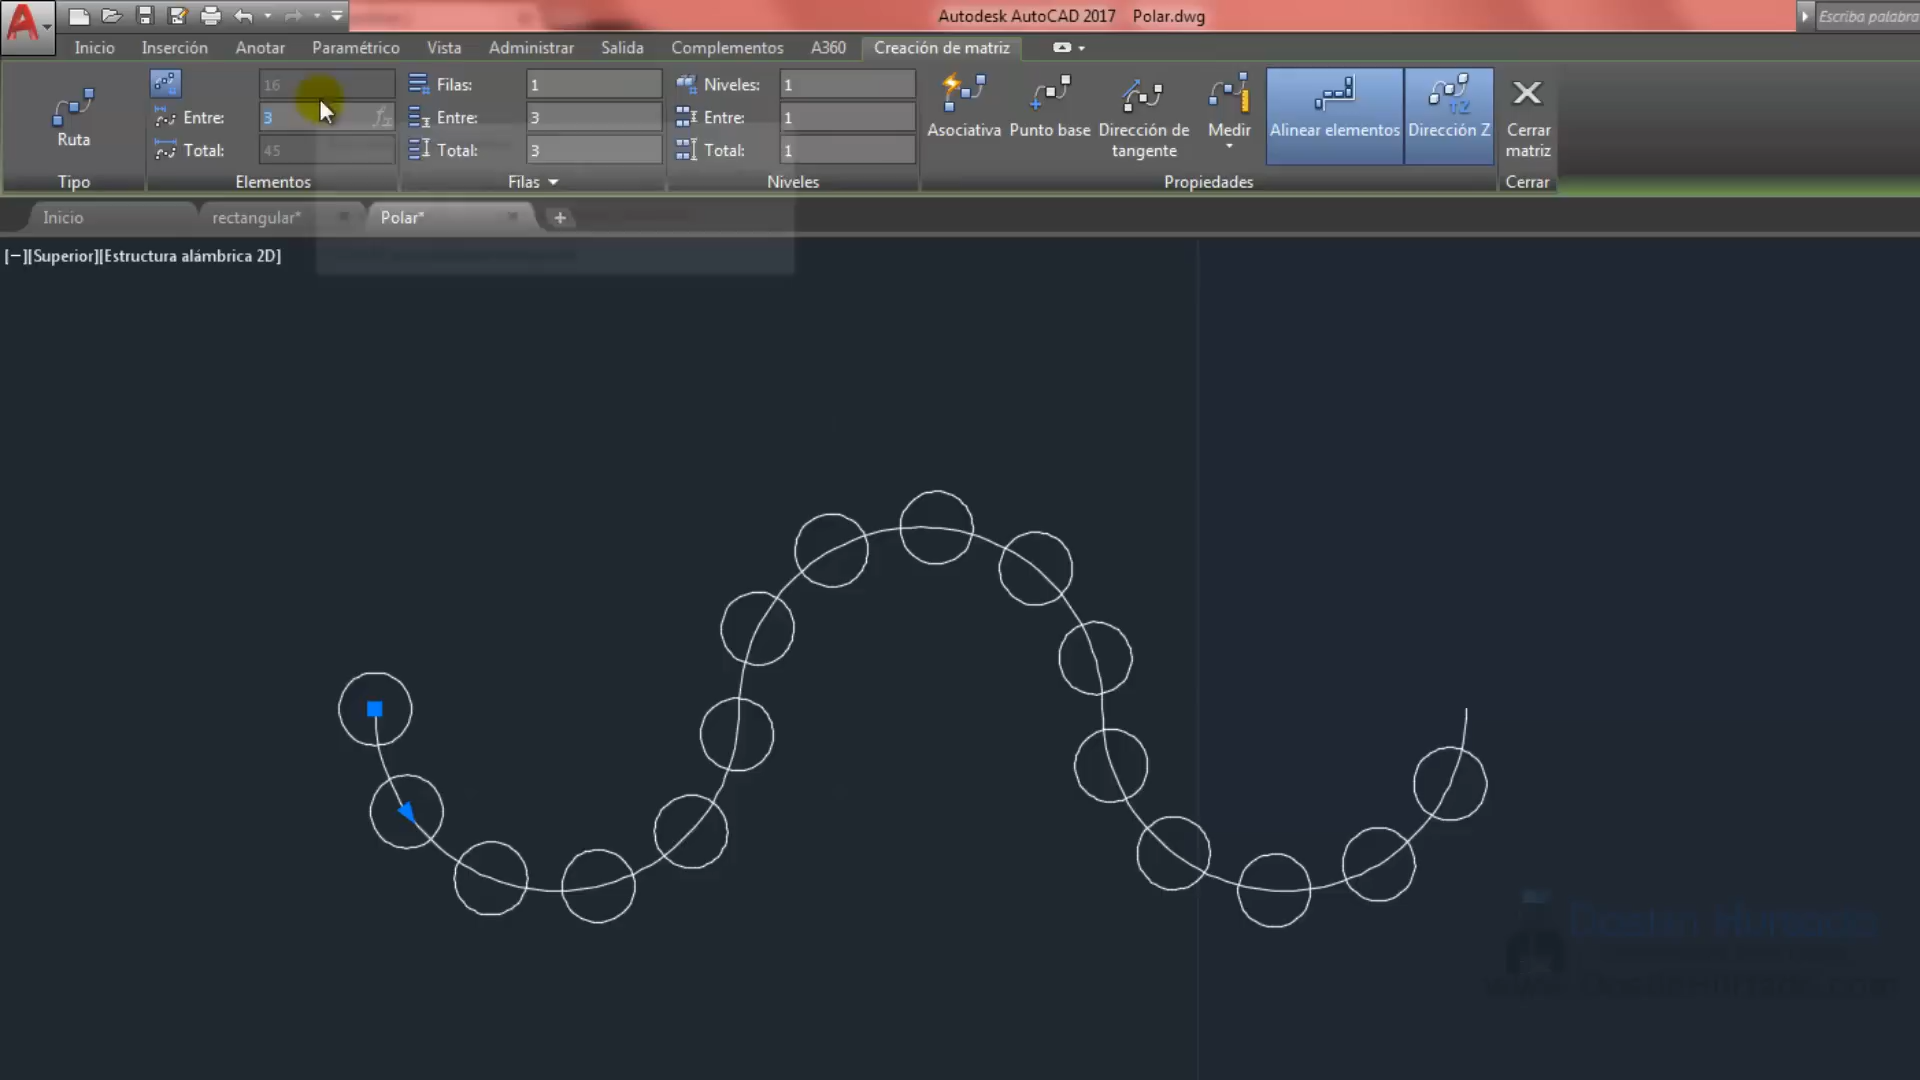 Autodesk AutoCAD 2017 Polar.dwg
Escriba palabra
Inicio Inserción Anotar Paramétrico Vista Administrar Salida Complementos A360 Creación de matriz
Ruta
Tipo
16
Entre: 3
Total: 45
Elementos
Filas: 1
Entre: 3
Total: 3
Filas
Niveles: 1
Entre: 1
Total: 1
Niveles
Asociativa
Punto base
Dirección de
tangente
Medir
Alinear elementos
Dirección Z
Propiedades
Cerrar
matriz
Cerrar
Inicio rectangular* Polar*
[−][Superior][Estructura alámbrica 2D]